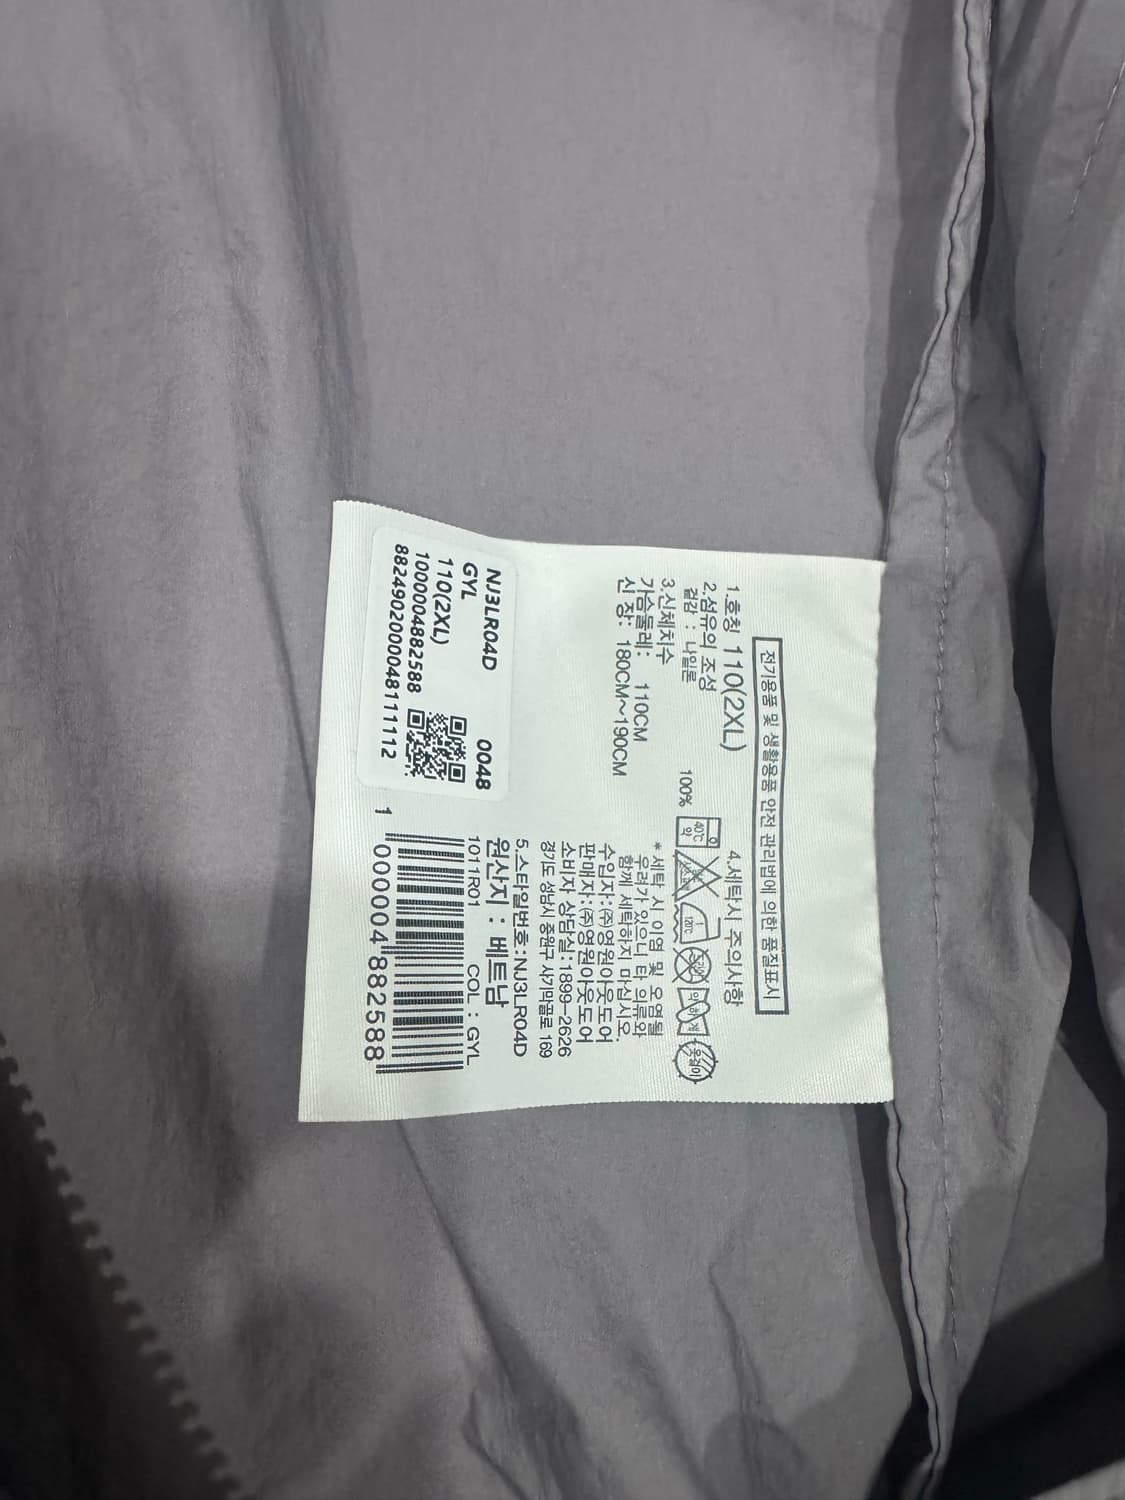 전기용품 및 생활용품 안전 관리법에 의한 품질표시
1.호칭 110(2XL)
2.섬유의 조성
겉감 : 나일론 100%
3.신체치수
가슴둘레: 110CM
신 장: 180CM~190CM
4.세탁시 주의사항
40℃
약
120℃
옷걸이
*세탁 시 이염 및 오염될
우려가 있으니 타 의류와
함께 세탁하지 마십시오.
수입자:㈜영원아웃도어
판매자:㈜영원아웃도어
소비자 상담실:1899-2626
경기도 성남시 중원구 사기막골로 169
5.스타일번호:NJ3LR04D
원산지 : 베트남
1011R01 COL : GYL
1 000004 882588
NJ3LR04D 0048
GYL
110(2XL)
1000004882588
8824902000048111112